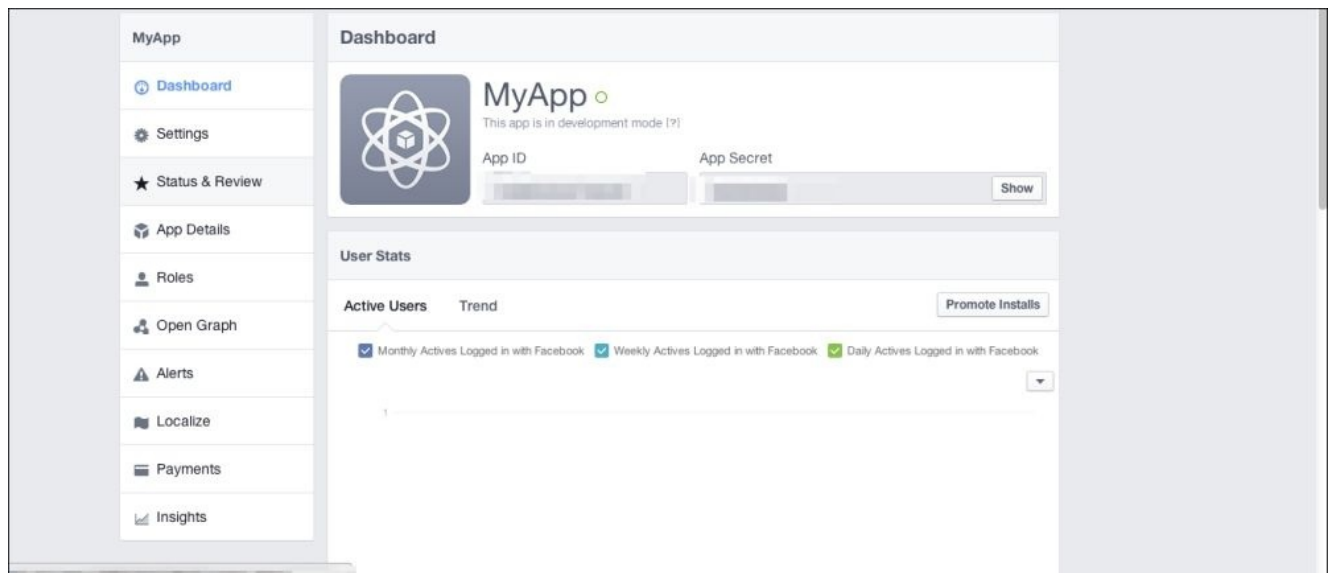 MyApp
Dashboard
Settings
Status & Review
App Details
Roles
Open Graph
Alerts
Localize
Payments
Insights
Dashboard
MyApp
This app is in development mode [?]
App ID
App Secret
Show
User Stats
Active Users Trend
Promote Installs
Monthly Actives Logged in with Facebook Weekly Actives Logged in with Facebook Daily Actives Logged in with Facebook
1